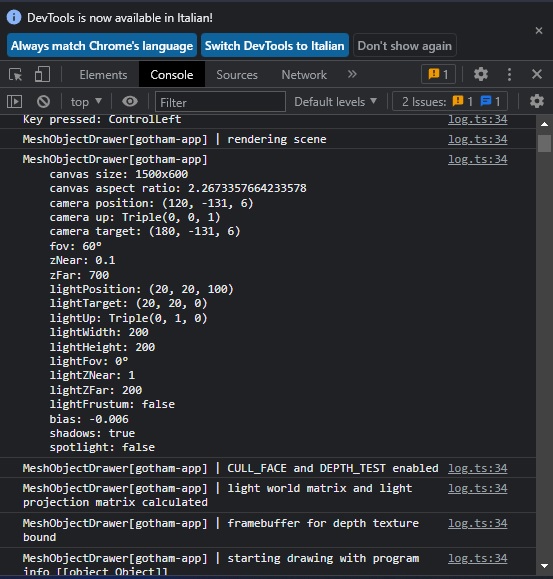 DevTools is now available in Italian!
Always match Chrome's language Switch DevTools to Italian Don't show again
Elements Console Sources Network » 1
top ▼ Filter Default levels ▼ 2 Issues: 1 1
Key pressed: ControlLeft log.ts:34
MeshObjectDrawer[gotham-app] | rendering scene log.ts:34
MeshObjectDrawer[gotham-app] log.ts:34
canvas size: 1500x600
canvas aspect ratio: 2.2673357664233578
camera position: (120, -131, 6)
camera up: Triple(0, 0, 1)
camera target: (180, -131, 6)
fov: 60°
zNear: 0.1
zFar: 700
lightPosition: (20, 20, 100)
lightTarget: (20, 20, 0)
lightUp: Triple(0, 1, 0)
lightWidth: 200
lightHeight: 200
lightFov: 0°
lightZNear: 1
lightZFar: 200
lightFrustum: false
bias: -0.006
shadows: true
spotlight: false
MeshObjectDrawer[gotham-app] | CULL_FACE and DEPTH_TEST enabled log.ts:34
MeshObjectDrawer[gotham-app] | light world matrix and light log.ts:34
projection matrix calculated
MeshObjectDrawer[gotham-app] | framebuffer for depth texture log.ts:34
bound
MeshObjectDrawer[gotham-app] | starting drawing with program log.ts:34
info [[object Object]]